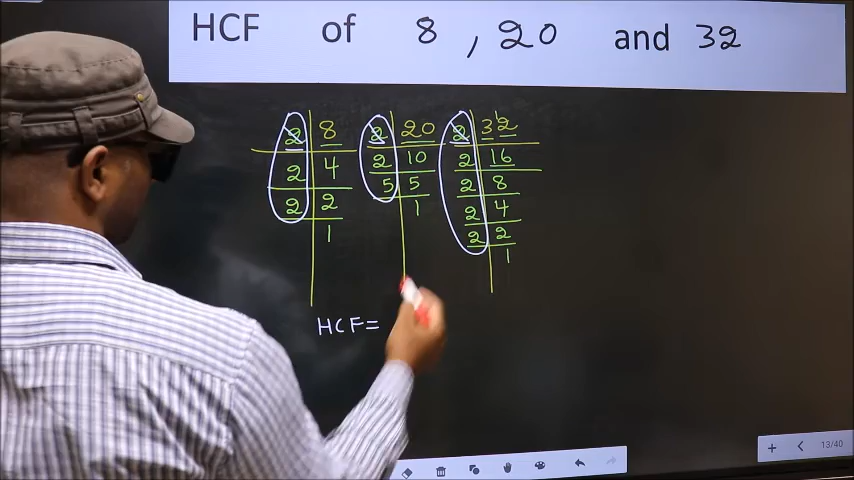 HCF of 8 , 20 and 32
2 8 2 20 2 32
2 4 2 10 2 16
2 2 5 5 2 8
1 1 2 4
2 2
1
HCF =
13/40